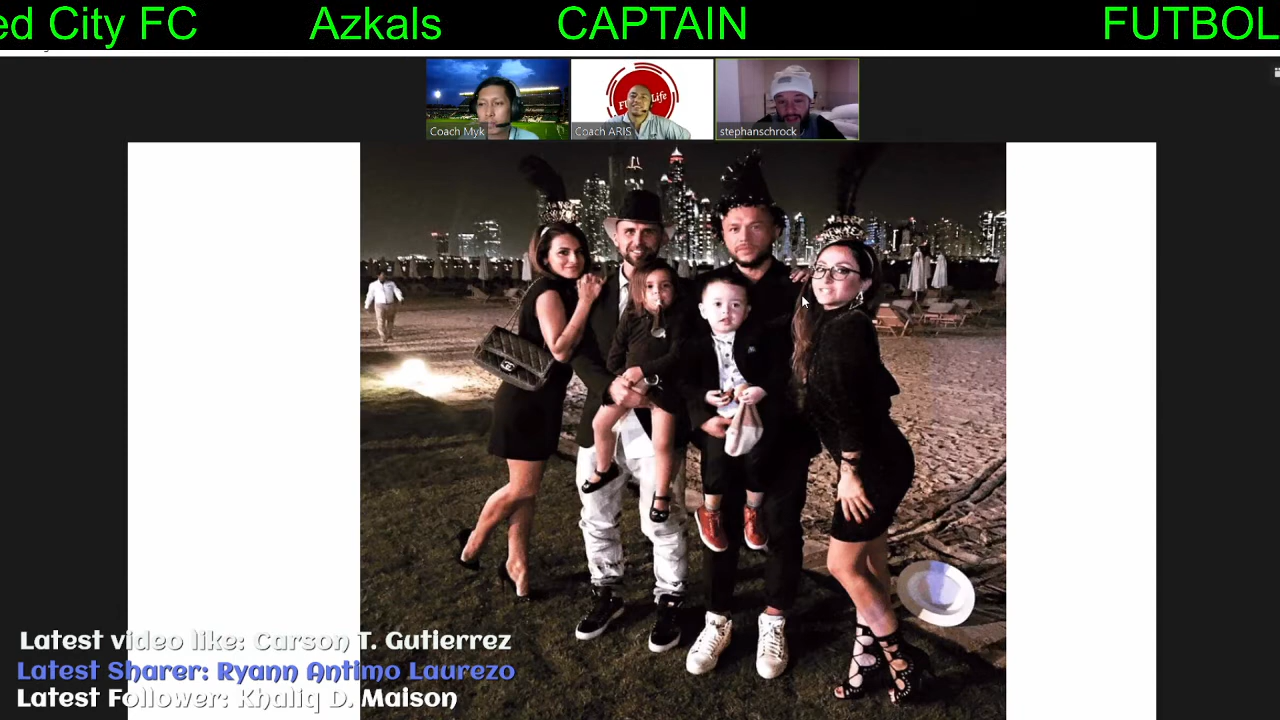 ed City FC Azkals CAPTAIN FUTBOL
Coach Myk
Coach ARIS
stephanschrock
Life
Latest video like: Carson T. Gutierrez
Latest Sharer: Ryann Antimo Laurezo
Latest Follower: Khaliq D. Maison